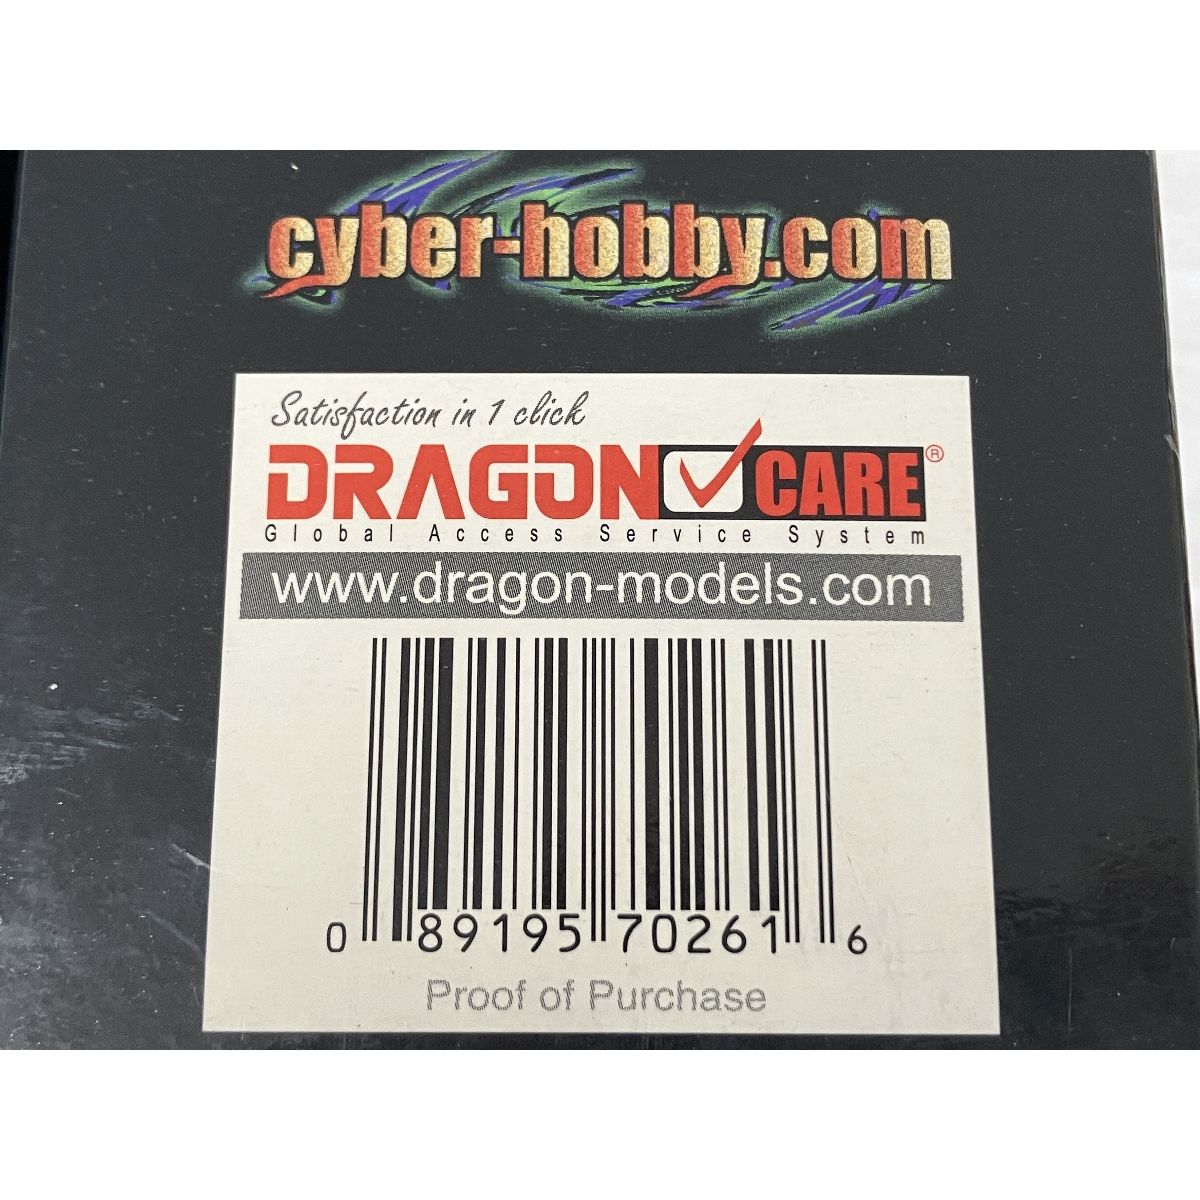 cyber-hobby.com
Satisfaction in 1 click
DRAGON CARE®
Global Access Service System
www.dragon-models.com
0 89195 70261 6
Proof of Purchase